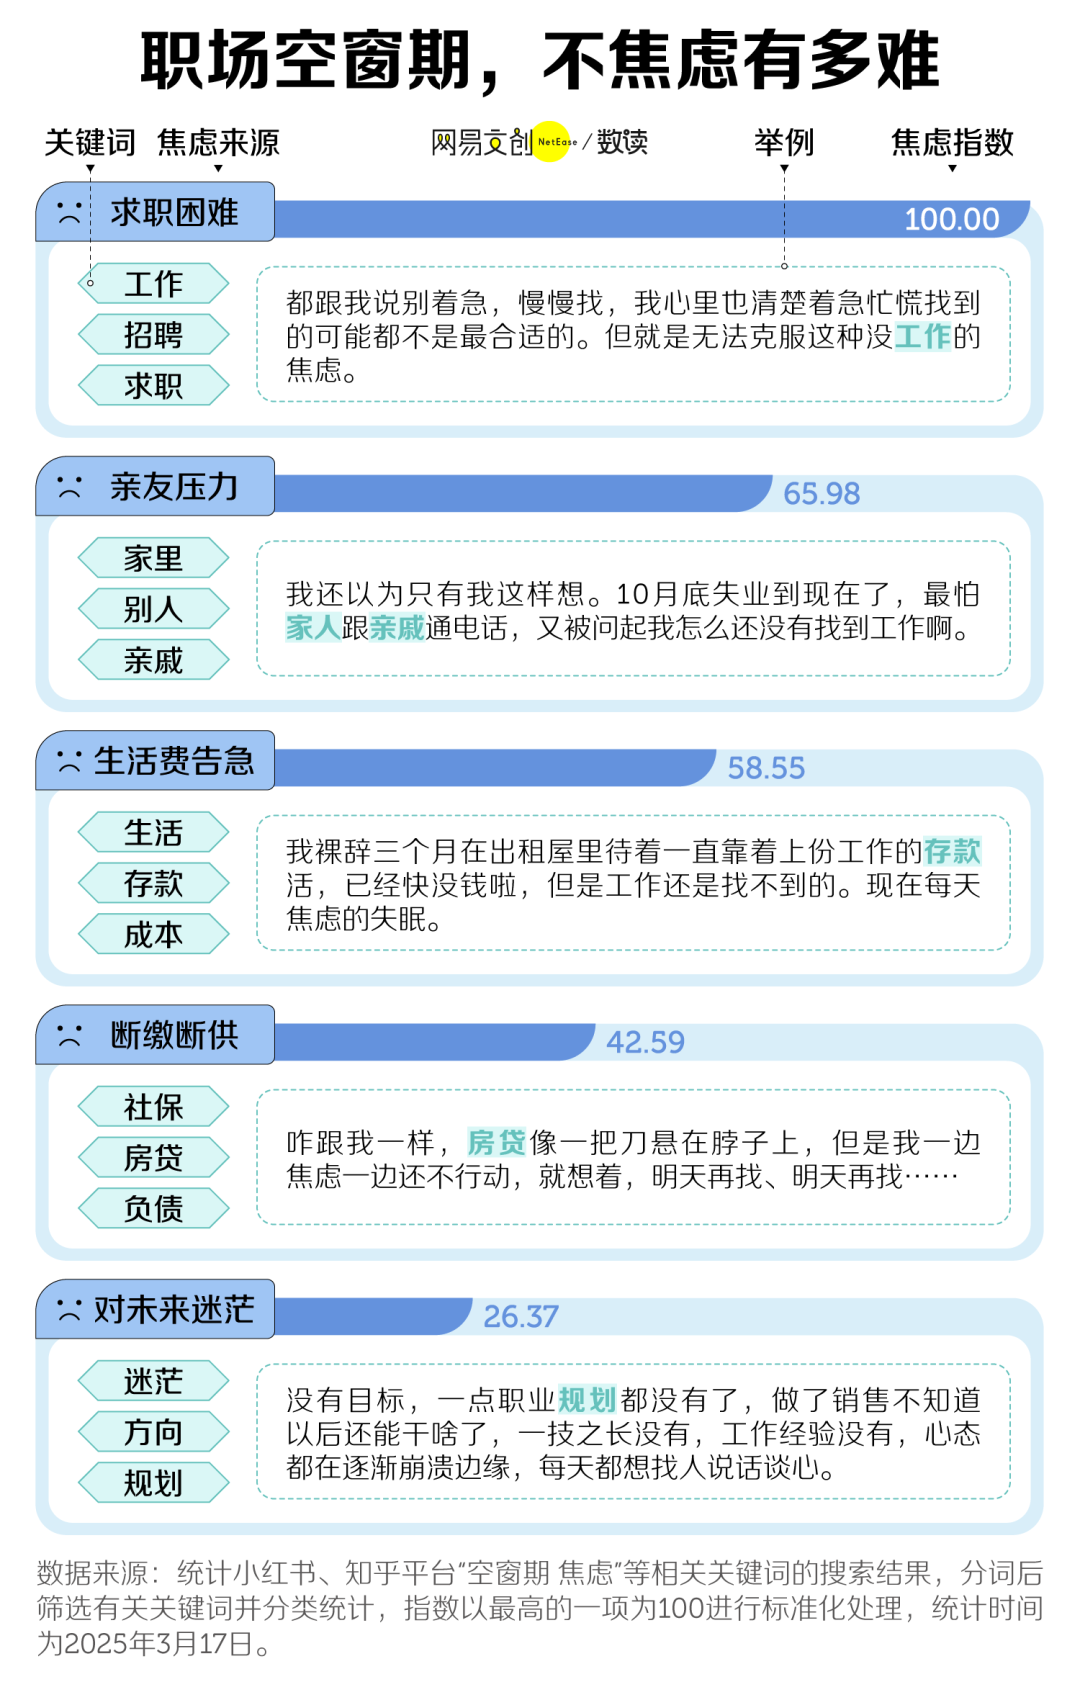 职场空窗期，不焦虑有多难
关键词 焦虑来源 网易文创 NetEase / 数读 举例 焦虑指数
求职困难 100.00
工作
招聘
求职
都跟我说别着急，慢慢找，我心里也清楚着急忙慌找到
的可能都不是最合适的。但就是无法克服这种没工作的
焦虑。
亲友压力 65.98
家里
别人
亲戚
我还以为只有我这样想。10月底失业到现在了，最怕
家人跟亲戚通电话，又被问起我怎么还没有找到工作啊。
生活费告急 58.55
生活
存款
成本
我裸辞三个月在出租屋里待着一直靠着上份工作的存款
活，已经快没钱啦，但是工作还是找不到的。现在每天
焦虑的失眠。
断缴断供 42.59
社保
房贷
负债
咋跟我一样，房贷像一把刀悬在脖子上，但是我一边
焦虑一边还不行动，就想着，明天再找、明天再找……
对未来迷茫 26.37
迷茫
方向
规划
没有目标，一点职业规划都没有了，做了销售不知道
以后还能干啥了，一技之长没有，工作经验没有，心态
都在逐渐崩溃边缘，每天都想找人说话谈心。
数据来源：统计小红书、知乎平台“空窗期 焦虑”等相关关键词的搜索结果，分词后
筛选有关关键词并分类统计，指数以最高的一项为100进行标准化处理，统计时间
为2025年3月17日。